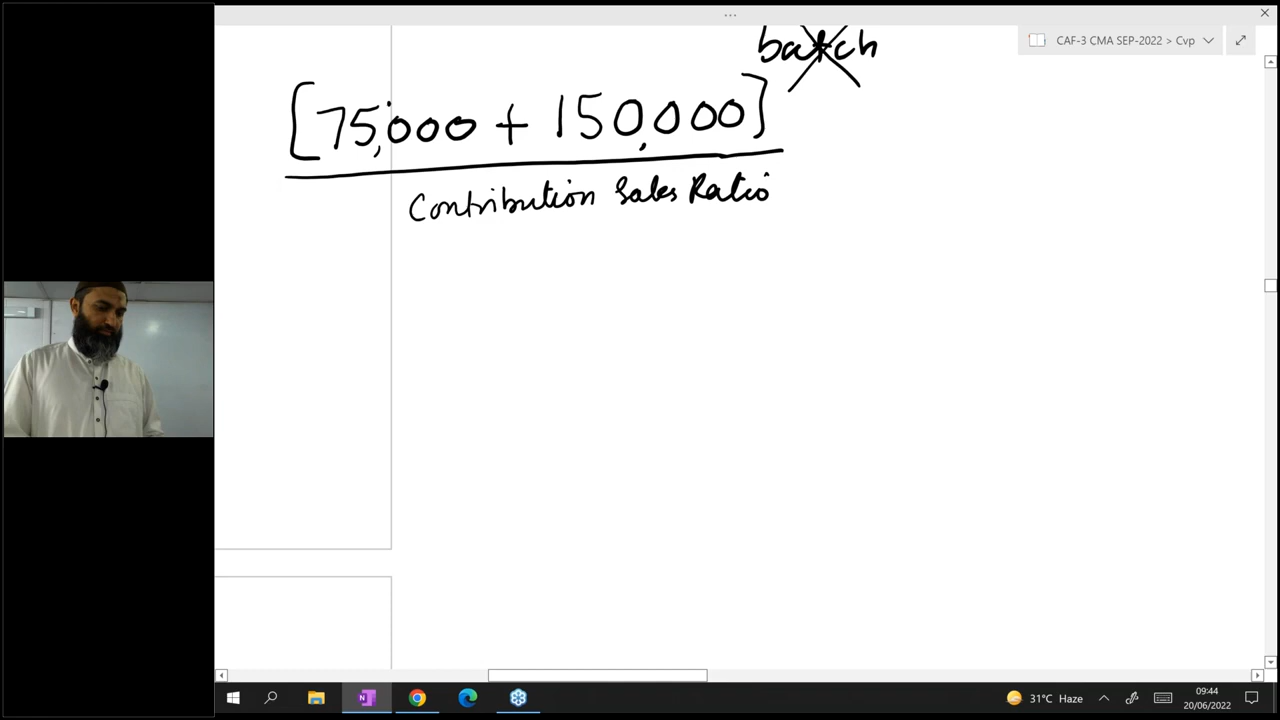 CAF-3 CMA SEP-2022 > Cvp
batch
[75,000 + 150,000]
Contribution Sales Ratio
31°C Haze
09:44
20/06/2022